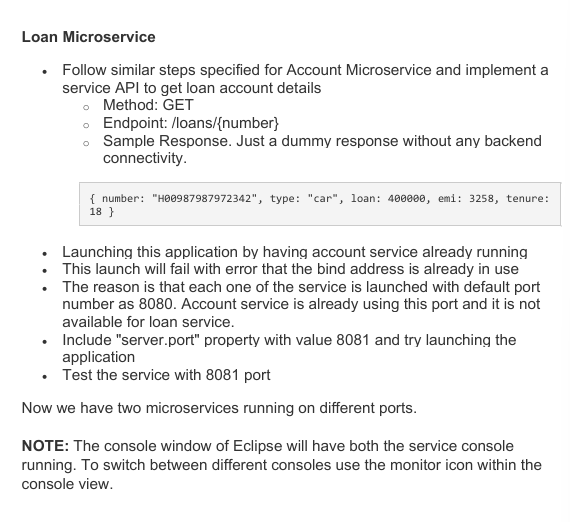 Loan Microservice
• Follow similar steps specified for Account Microservice and implement a
service API to get loan account details
○ Method: GET
○ Endpoint: /loans/{number}
○ Sample Response. Just a dummy response without any backend
connectivity.
{ number: "H00987987972342", type: "car", loan: 400000, emi: 3258, tenure:
18 }
• Launching this application by having account service already running
• This launch will fail with error that the bind address is already in use
• The reason is that each one of the service is launched with default port
number as 8080. Account service is already using this port and it is not
available for loan service.
• Include "server.port" property with value 8081 and try launching the
application
• Test the service with 8081 port
Now we have two microservices running on different ports.
NOTE: The console window of Eclipse will have both the service console
running. To switch between different consoles use the monitor icon within the
console view.